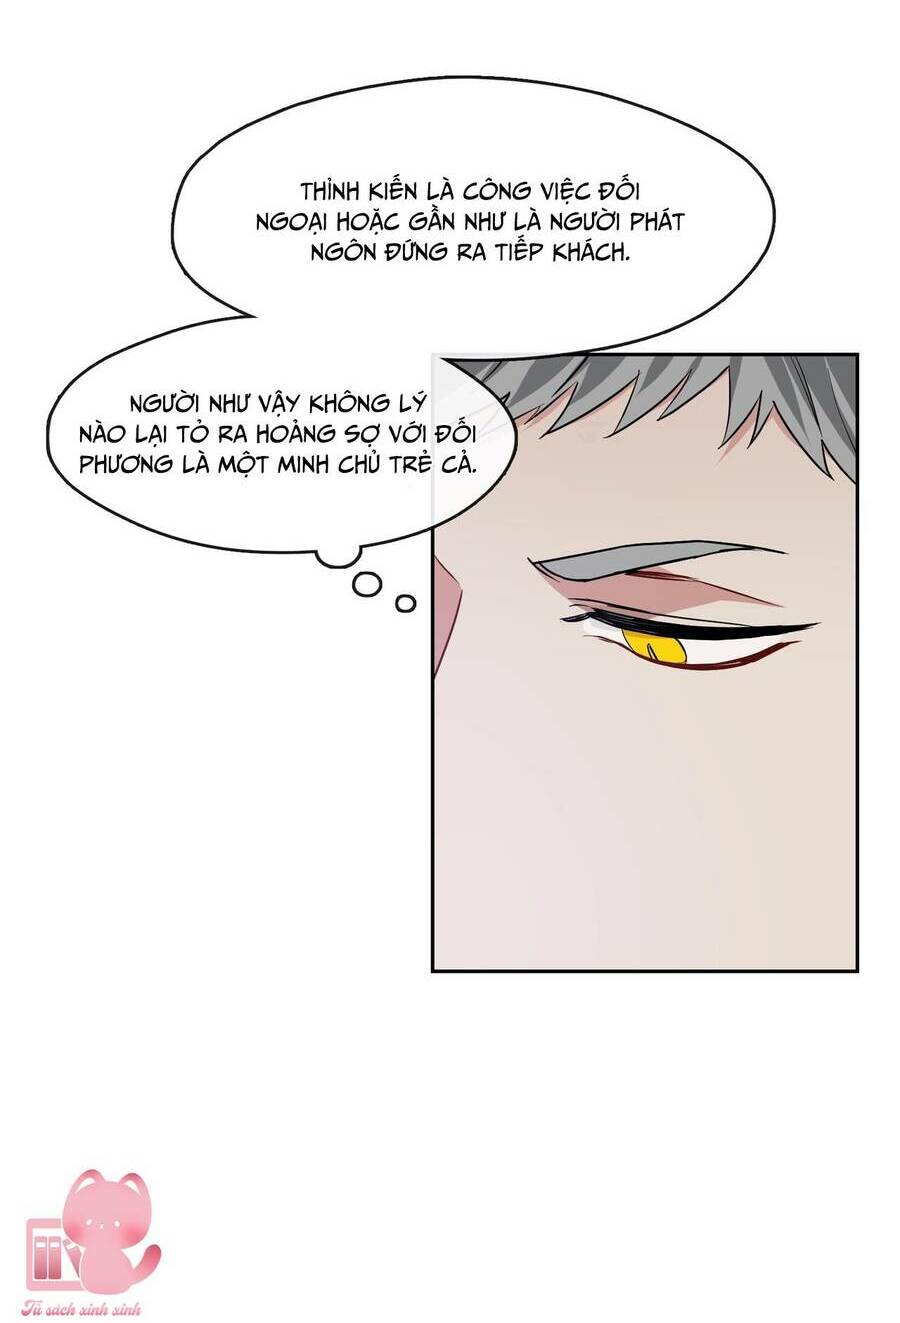 THỈNH KIẾN LÀ CÔNG VIỆC ĐỐI
NGOẠI HOẶC GẦN NHƯ LÀ NGƯỜI PHÁT
NGÔN ĐỨNG RA TIẾP KHÁCH.
NGƯỜI NHƯ VẬY KHÔNG LÝ
NÀO LẠI TỎ RA HOẢNG SỢ VỚI ĐỐI
PHƯƠNG LÀ MỘT MINH CHỦ TRẺ CẢ.
Tủ sách xinh xinh